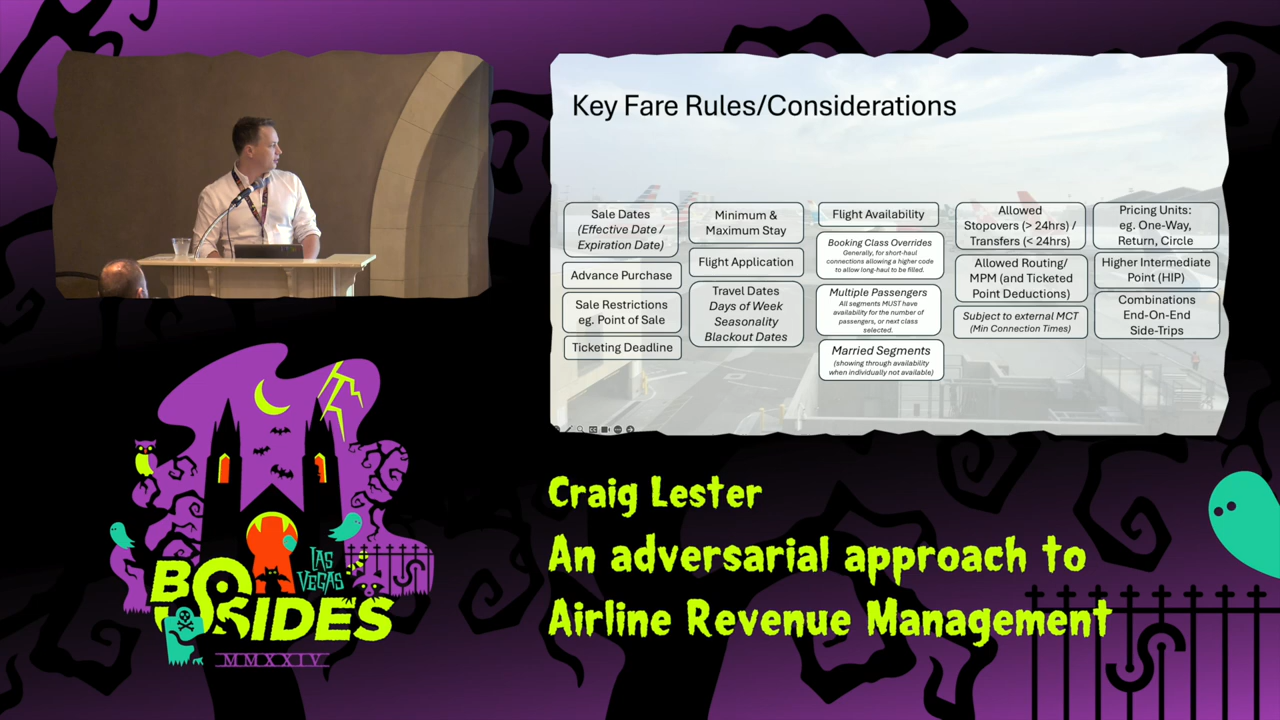 Key Fare Rules/Considerations
Sale Dates
(Effective Date /
Expiration Date)
Advance Purchase
Sale Restrictions
eg. Point of Sale
Ticketing Deadline
Minimum &
Maximum Stay
Flight Application
Travel Dates
Days of Week
Seasonality
Blackout Dates
Flight Availability
Booking Class Overrides
Generally, for short-haul
connections allowing a higher code
to allow long-haul to be filled.
Multiple Passengers
All segments MUST have
availability for the number of
passengers, or next class
selected.
Married Segments
(showing through availability
when individually not available)
Allowed
Stopovers (> 24hrs) /
Transfers (< 24hrs)
Allowed Routing/
MPM (and Ticketed
Point Deductions)
Subject to external MCT
(Min Connection Times)
Pricing Units:
eg. One-Way,
Return, Circle
Higher Intermediate
Point (HIP)
Combinations
End-On-End
Side-Trips
LAS
VEGAS
BSIDES
MMXXIV
Craig Lester
An adversarial approach to
Airline Revenue Management